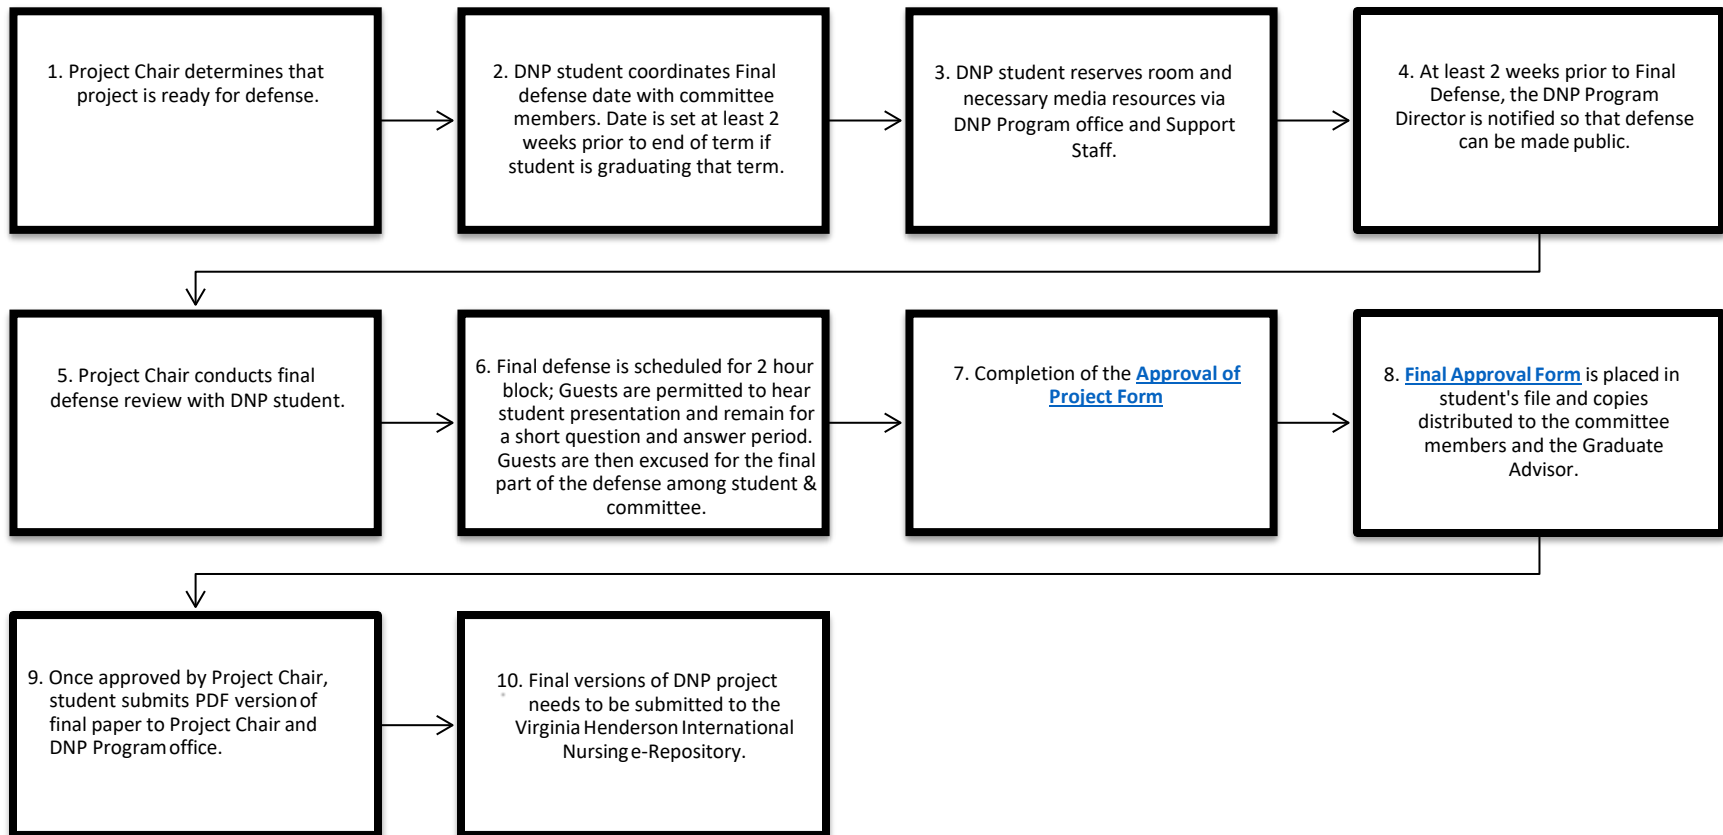 1. Project Chair determines that
project is ready for defense.
2. DNP student coordinates Final
defense date with committee
members. Date is set at least 2
weeks prior to end of term if
student is graduating that term.
3. DNP student reserves room and
necessary media resources via
DNP Program office and Support
Staff.
4. At least 2 weeks prior to Final
Defense, the DNP Program
Director is notified so that defense
can be made public.
5. Project Chair conducts final
defense review with DNP student.
6. Final defense is scheduled for 2 hour
block; Guests are permitted to hear
student presentation and remain for
a short question and answer period.
Guests are then excused for the final
part of the defense among student &
committee.
7. Completion of the Approval of
Project Form
8. Final Approval Form is placed in
student's file and copies
distributed to the committee
members and the Graduate
Advisor.
9. Once approved by Project Chair,
student submits PDF version of
final paper to Project Chair and
DNP Program office.
10. Final versions of DNP project
needs to be submitted to the
Virginia Henderson International
Nursing e-Repository.